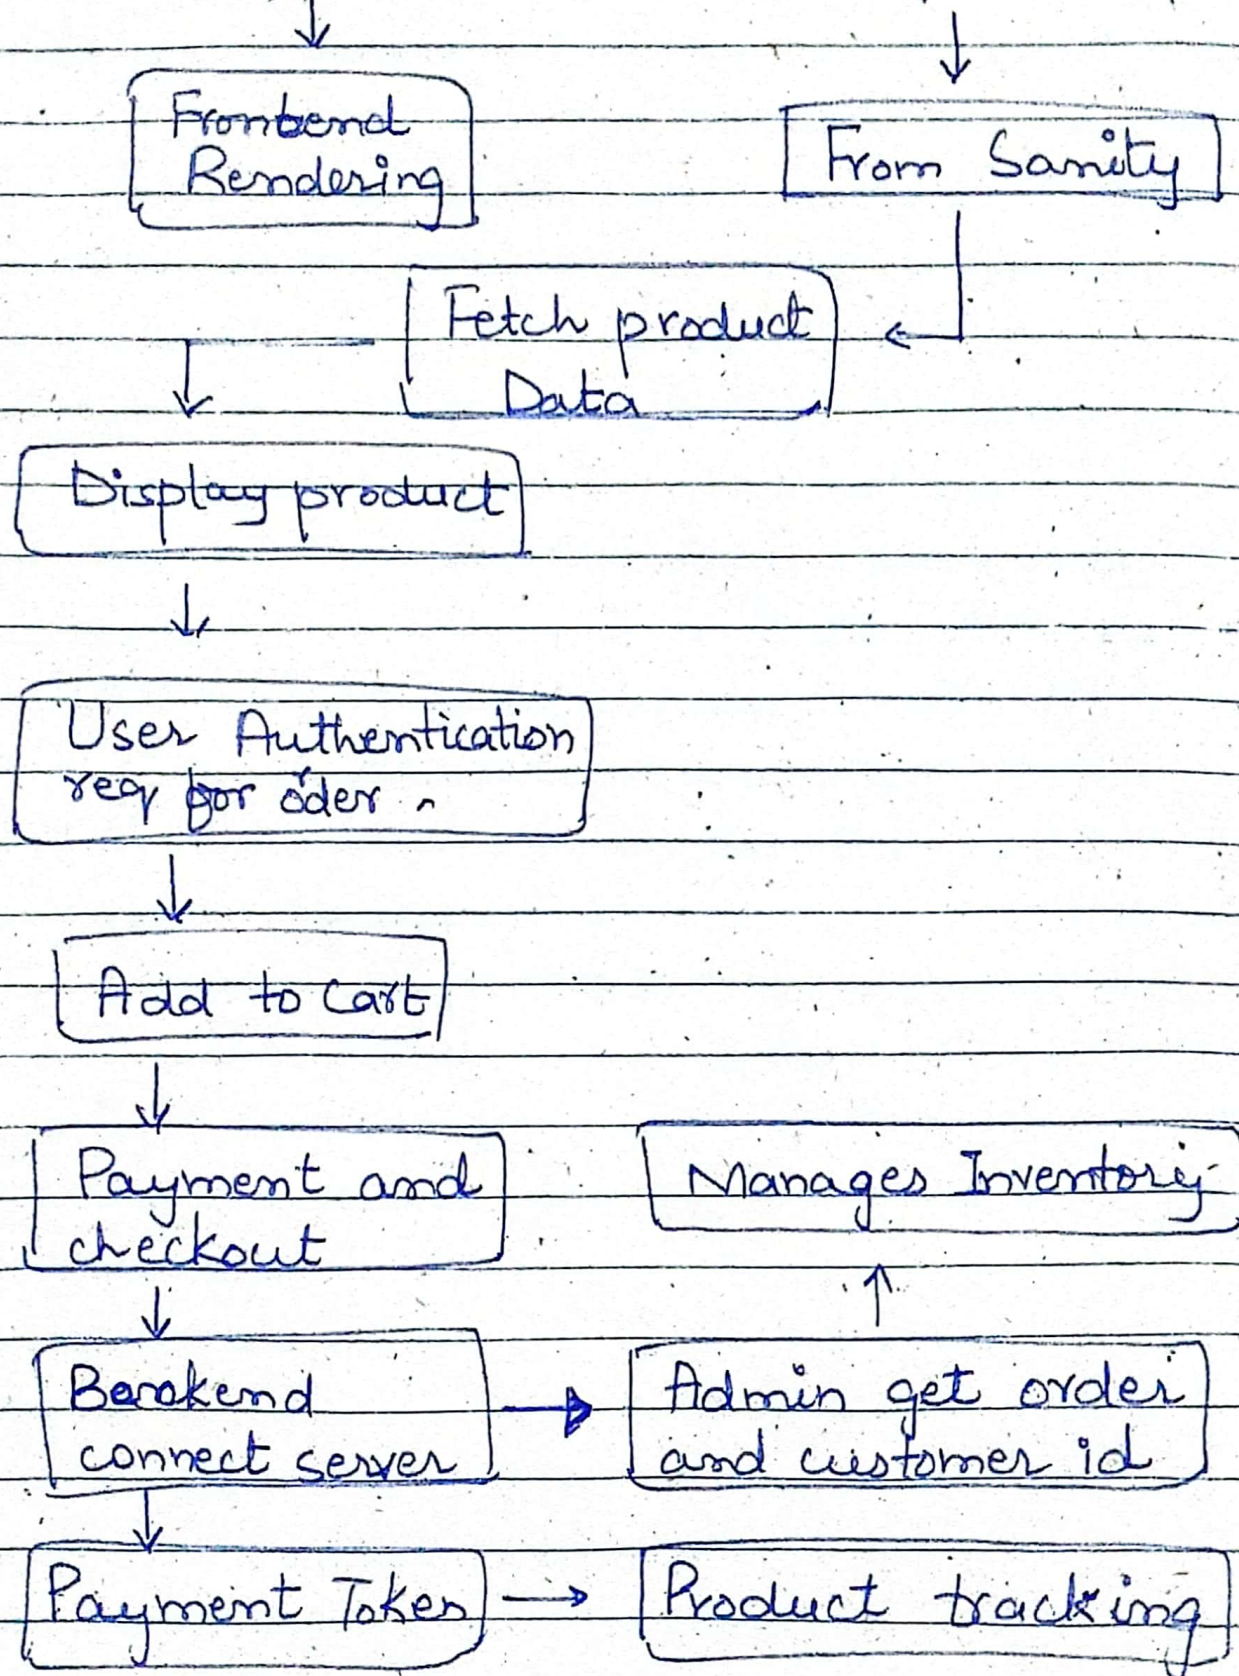 Frontend
Rendering
From Sanity
Fetch product
Data
Display product
User Authentication
req for oder
Add to Cart
Payment and
checkout
Manages Inventory
Backend
connect server
Admin get order
and customer id
Payment Token
Product tracking